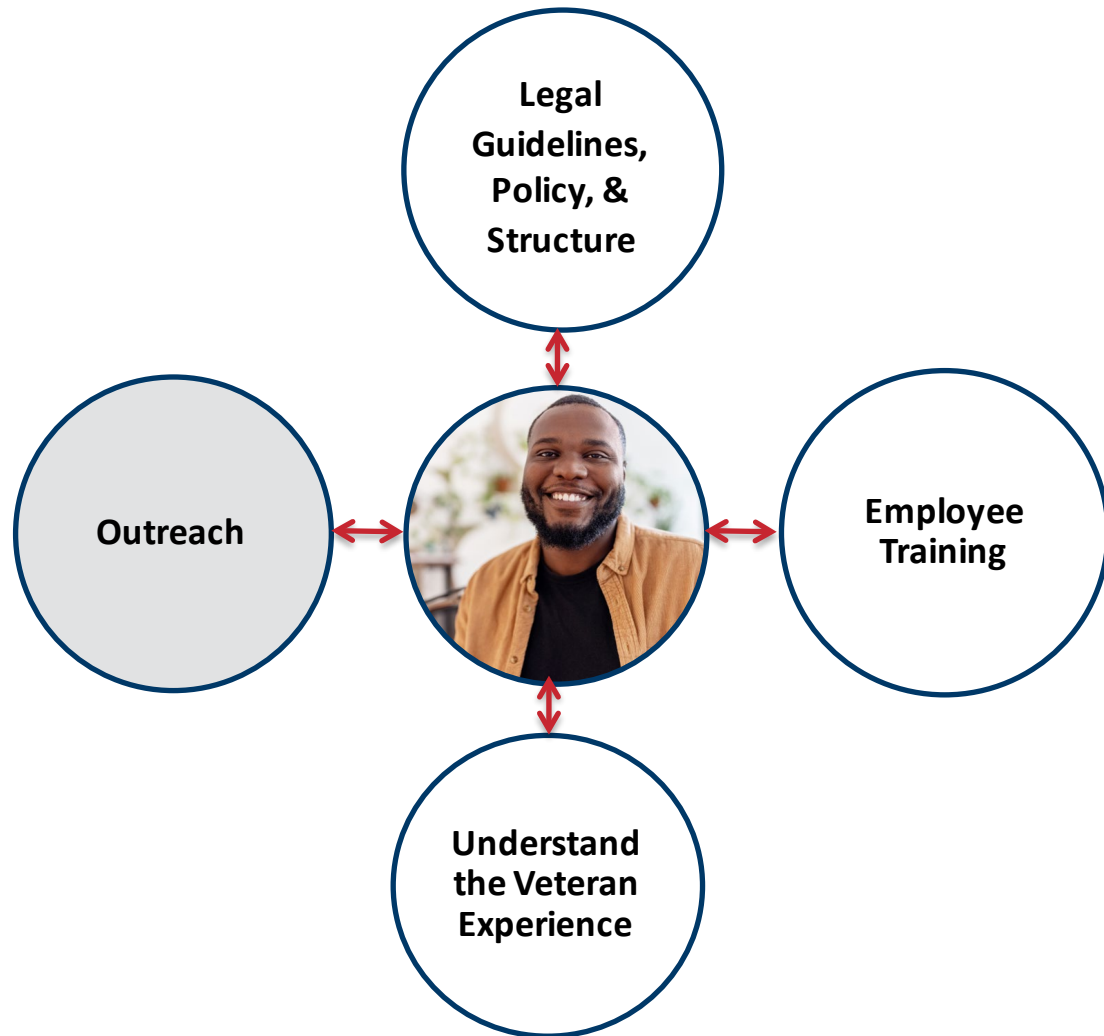 Legal
Guidelines,
Policy, &
Structure
Outreach
Employee
Training
Understand
the Veteran
Experience